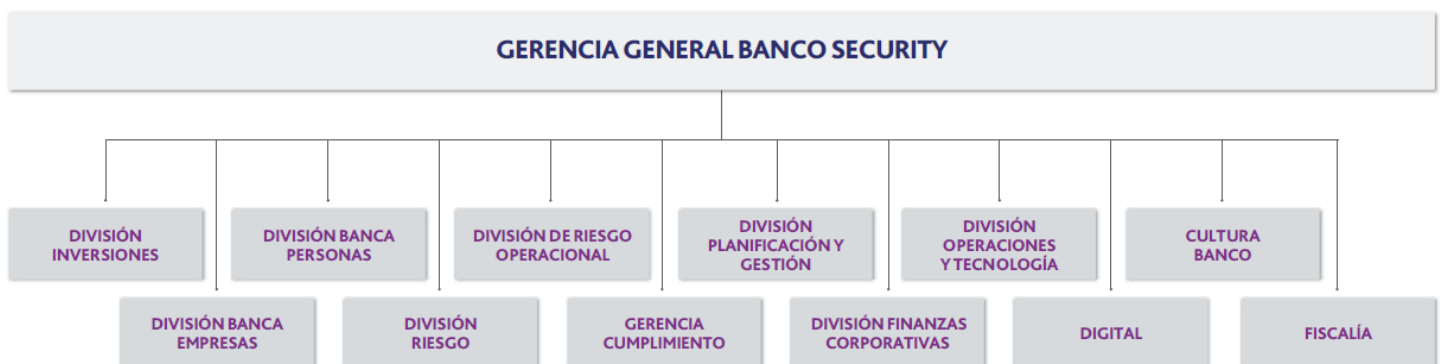 GERENCIA GENERAL BANCO SECURITY
DIVISIÓN
INVERSIONES
DIVISIÓN BANCA
PERSONAS
DIVISIÓN DE RIESGO
OPERACIONAL
DIVISIÓN
PLANIFICACIÓN Y
GESTIÓN
DIVISIÓN
OPERACIONES
Y TECNOLOGÍA
CULTURA
BANCO
DIVISIÓN BANCA
EMPRESAS
DIVISIÓN
RIESGO
GERENCIA
CUMPLIMIENTO
DIVISIÓN FINANZAS
CORPORATIVAS
DIGITAL
FISCALÍA